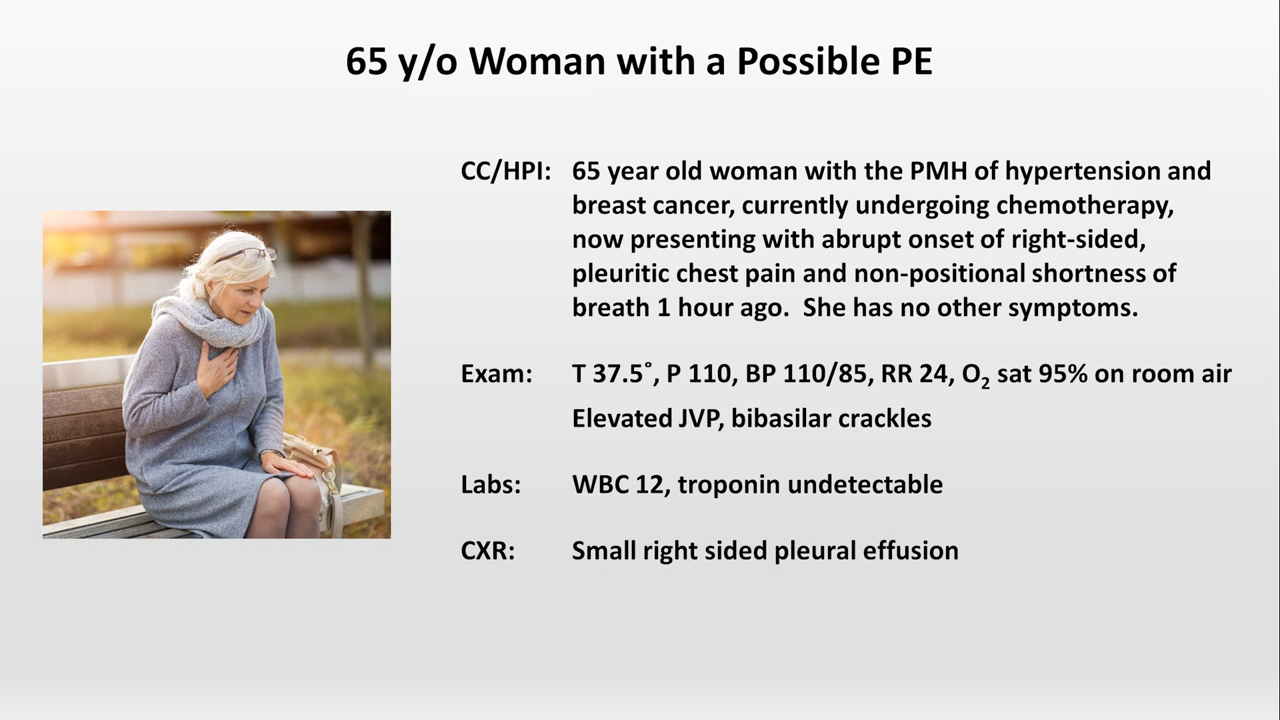 65 y/o Woman with a Possible PE
CC/HPI: 65 year old woman with the PMH of hypertension and
breast cancer, currently undergoing chemotherapy,
now presenting with abrupt onset of right-sided,
pleuritic chest pain and non-positional shortness of
breath 1 hour ago.  She has no other symptoms.
Exam: T 37.5˚, P 110, BP 110/85, RR 24, O₂ sat 95% on room air
Elevated JVP, bibasilar crackles
Labs: WBC 12, troponin undetectable
CXR: Small right sided pleural effusion